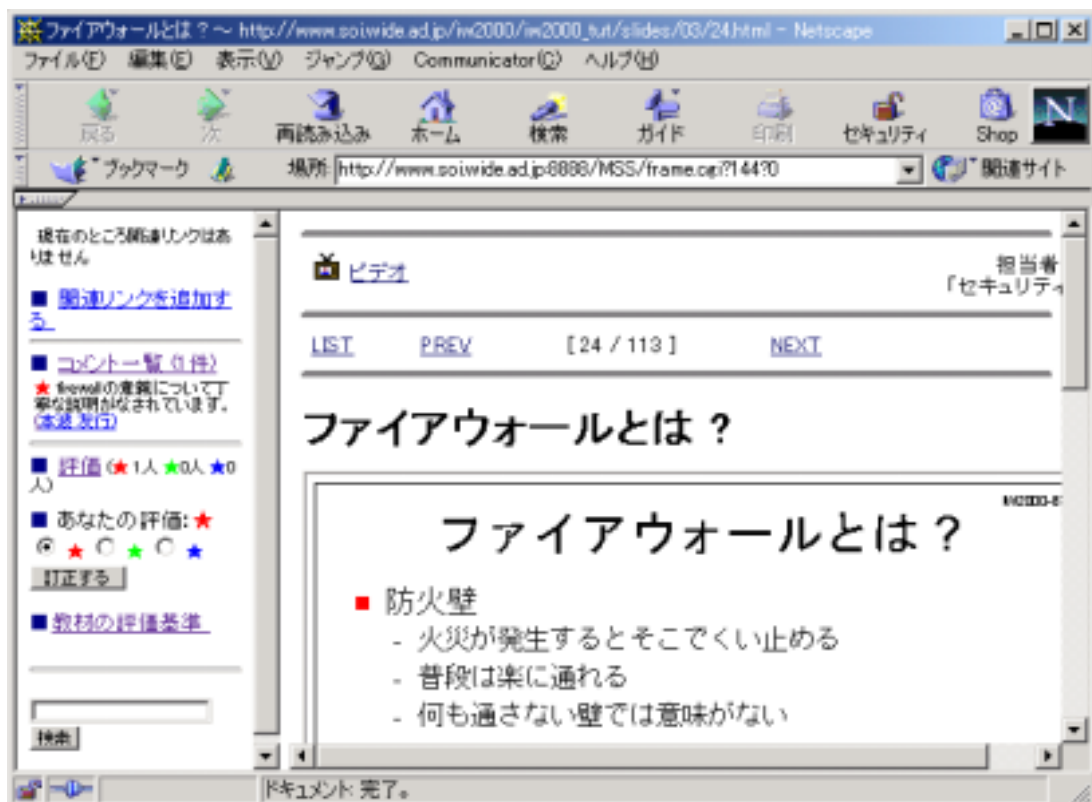 ファイアウォールとは?~ http://www.soiwide.ad.jp/iw2000/iw2000_tut/slides/03/24.html - Netscape
ファイル(F) 編集(E) 表示(V) ジャンプ(G) Communicator(C) ヘルプ(H)
戻る 次 再読み込み ホーム 検索 ガイド 印刷 セキュリティ Shop N
ブックマーク 場所: http://www.soiwide.ad.jp:8888/MSS/frame.cgi?144?0 関連サイト
現在のところ関連リンクはあ
りません
関連リンクを追加す
る
コメント一覧 (1件)
★ firewallの意義について丁
寧な説明がなされています。
評価 (★1人 ★0人 ★0
人)
あなたの評価:★
★ ★ ★
訂正する
教材の評価基準
検索
ビデオ
担当者
「セキュリティ
LIST PREV [ 24 / 113 ] NEXT
ファイアウォールとは ?
ファイアウォールとは?
■ 防火壁
- 火災が発生するとそこでくい止める
- 普段は楽に通れる
- 何も通さない壁では意味がない
ドキュメント: 完了。